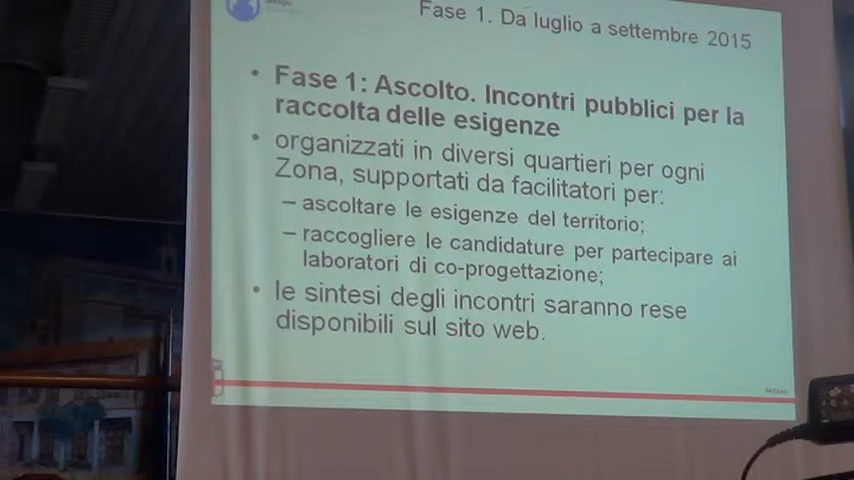 Fase 1. Da luglio a settembre 2015
• Fase 1: Ascolto. Incontri pubblici per la
raccolta delle esigenze
• organizzati in diversi quartieri per ogni
Zona, supportati da facilitatori per:
– ascoltare le esigenze del territorio;
– raccogliere le candidature per partecipare ai
laboratori di co-progettazione;
• le sintesi degli incontri saranno rese
disponibili sul sito web.